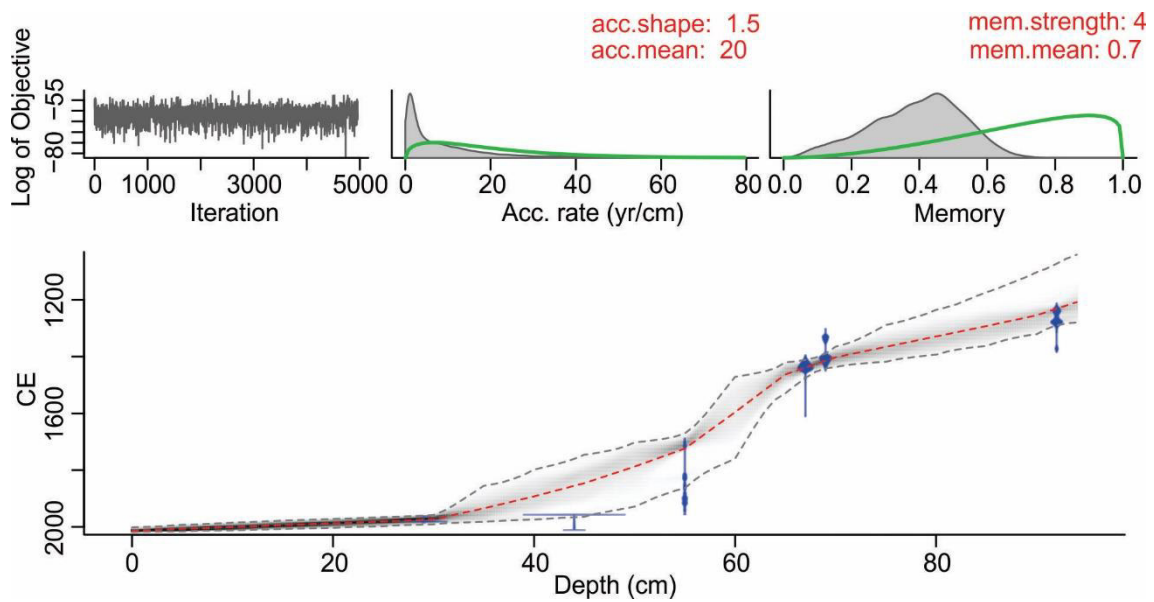 acc.shape: 1.5
acc.mean: 20
mem.strength: 4
mem.mean: 0.7
Log of Objective
-55
-80
0 1000 3000 5000
Iteration
0 20 40 60 80
Acc. rate (yr/cm)
0.0 0.2 0.4 0.6 0.8 1.0
Memory
CE
1200
1600
2000
0 20 40 60 80
Depth (cm)